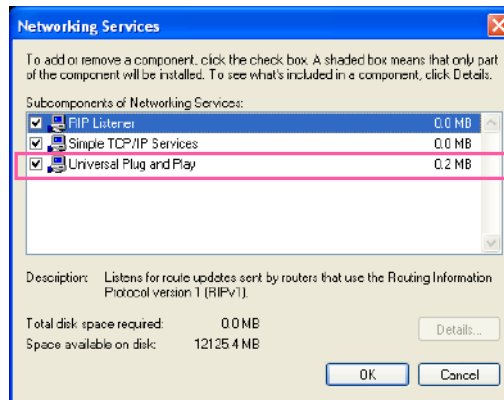 Networking Services
To add or remove a component, click the check box. A shaded box means that only part
of the component will be installed. To see what's included in a component, click Details.
Subcomponents of Networking Services:
RIP Listener 0.0 MB
Simple TCP/IP Services 0.0 MB
Universal Plug and Play 0.2 MB
Description: Listens for route updates sent by routers that use the Routing Information
Protocol version 1 (RIPv1).
Total disk space required: 0.0 MB
Space available on disk: 12125.4 MB
Details...
OK Cancel